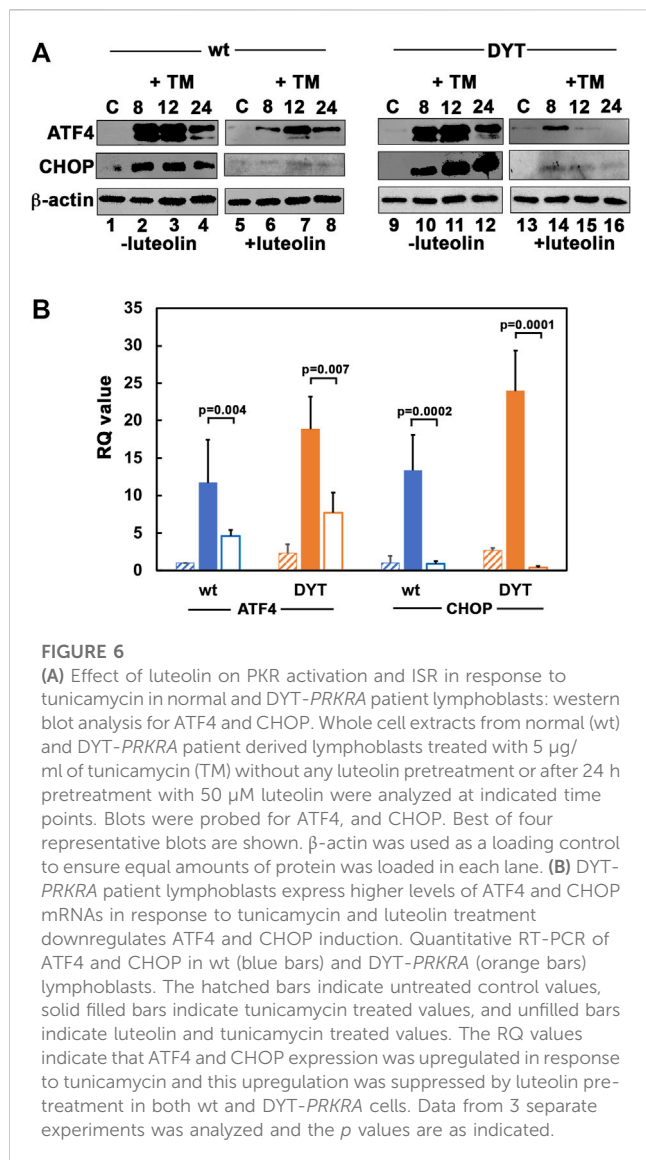 A
wt
DYT
+ TM
+ TM
+ TM
+TM
C 8 12 24 C 8 12 24 C 8 12 24 C 8 12 24
ATF4
CHOP
β-actin
1 2 3 4 5 6 7 8 9 10 11 12 13 14 15 16
-luteolin +luteolin -luteolin +luteolin
B
RQ value
35
30
25
20
15
10
5
0
p=0.004
p=0.007
p=0.0002
p=0.0001
wt DYT wt DYT
ATF4 CHOP
FIGURE 6
(A) Effect of luteolin on PKR activation and ISR in response to
tunicamycin in normal and DYT-PRKRA patient lymphoblasts: western
blot analysis for ATF4 and CHOP. Whole cell extracts from normal (wt)
and DYT-PRKRA patient derived lymphoblasts treated with 5 μg/
ml of tunicamycin (TM) without any luteolin pretreatment or after 24 h
pretreatment with 50 μM luteolin were analyzed at indicated time
points. Blots were probed for ATF4, and CHOP. Best of four
representative blots are shown. β-actin was used as a loading control
to ensure equal amounts of protein was loaded in each lane. (B) DYT-
PRKRA patient lymphoblasts express higher levels of ATF4 and CHOP
mRNAs in response to tunicamycin and luteolin treatment
downregulates ATF4 and CHOP induction. Quantitative RT-PCR of
ATF4 and CHOP in wt (blue bars) and DYT-PRKRA (orange bars)
lymphoblasts. The hatched bars indicate untreated control values,
solid filled bars indicate tunicamycin treated values, and unfilled bars
indicate luteolin and tunicamycin treated values. The RQ values
indicate that ATF4 and CHOP expression was upregulated in response
to tunicamycin and this upregulation was suppressed by luteolin pre-
treatment in both wt and DYT-PRKRA cells. Data from 3 separate
experiments was analyzed and the p values are as indicated.